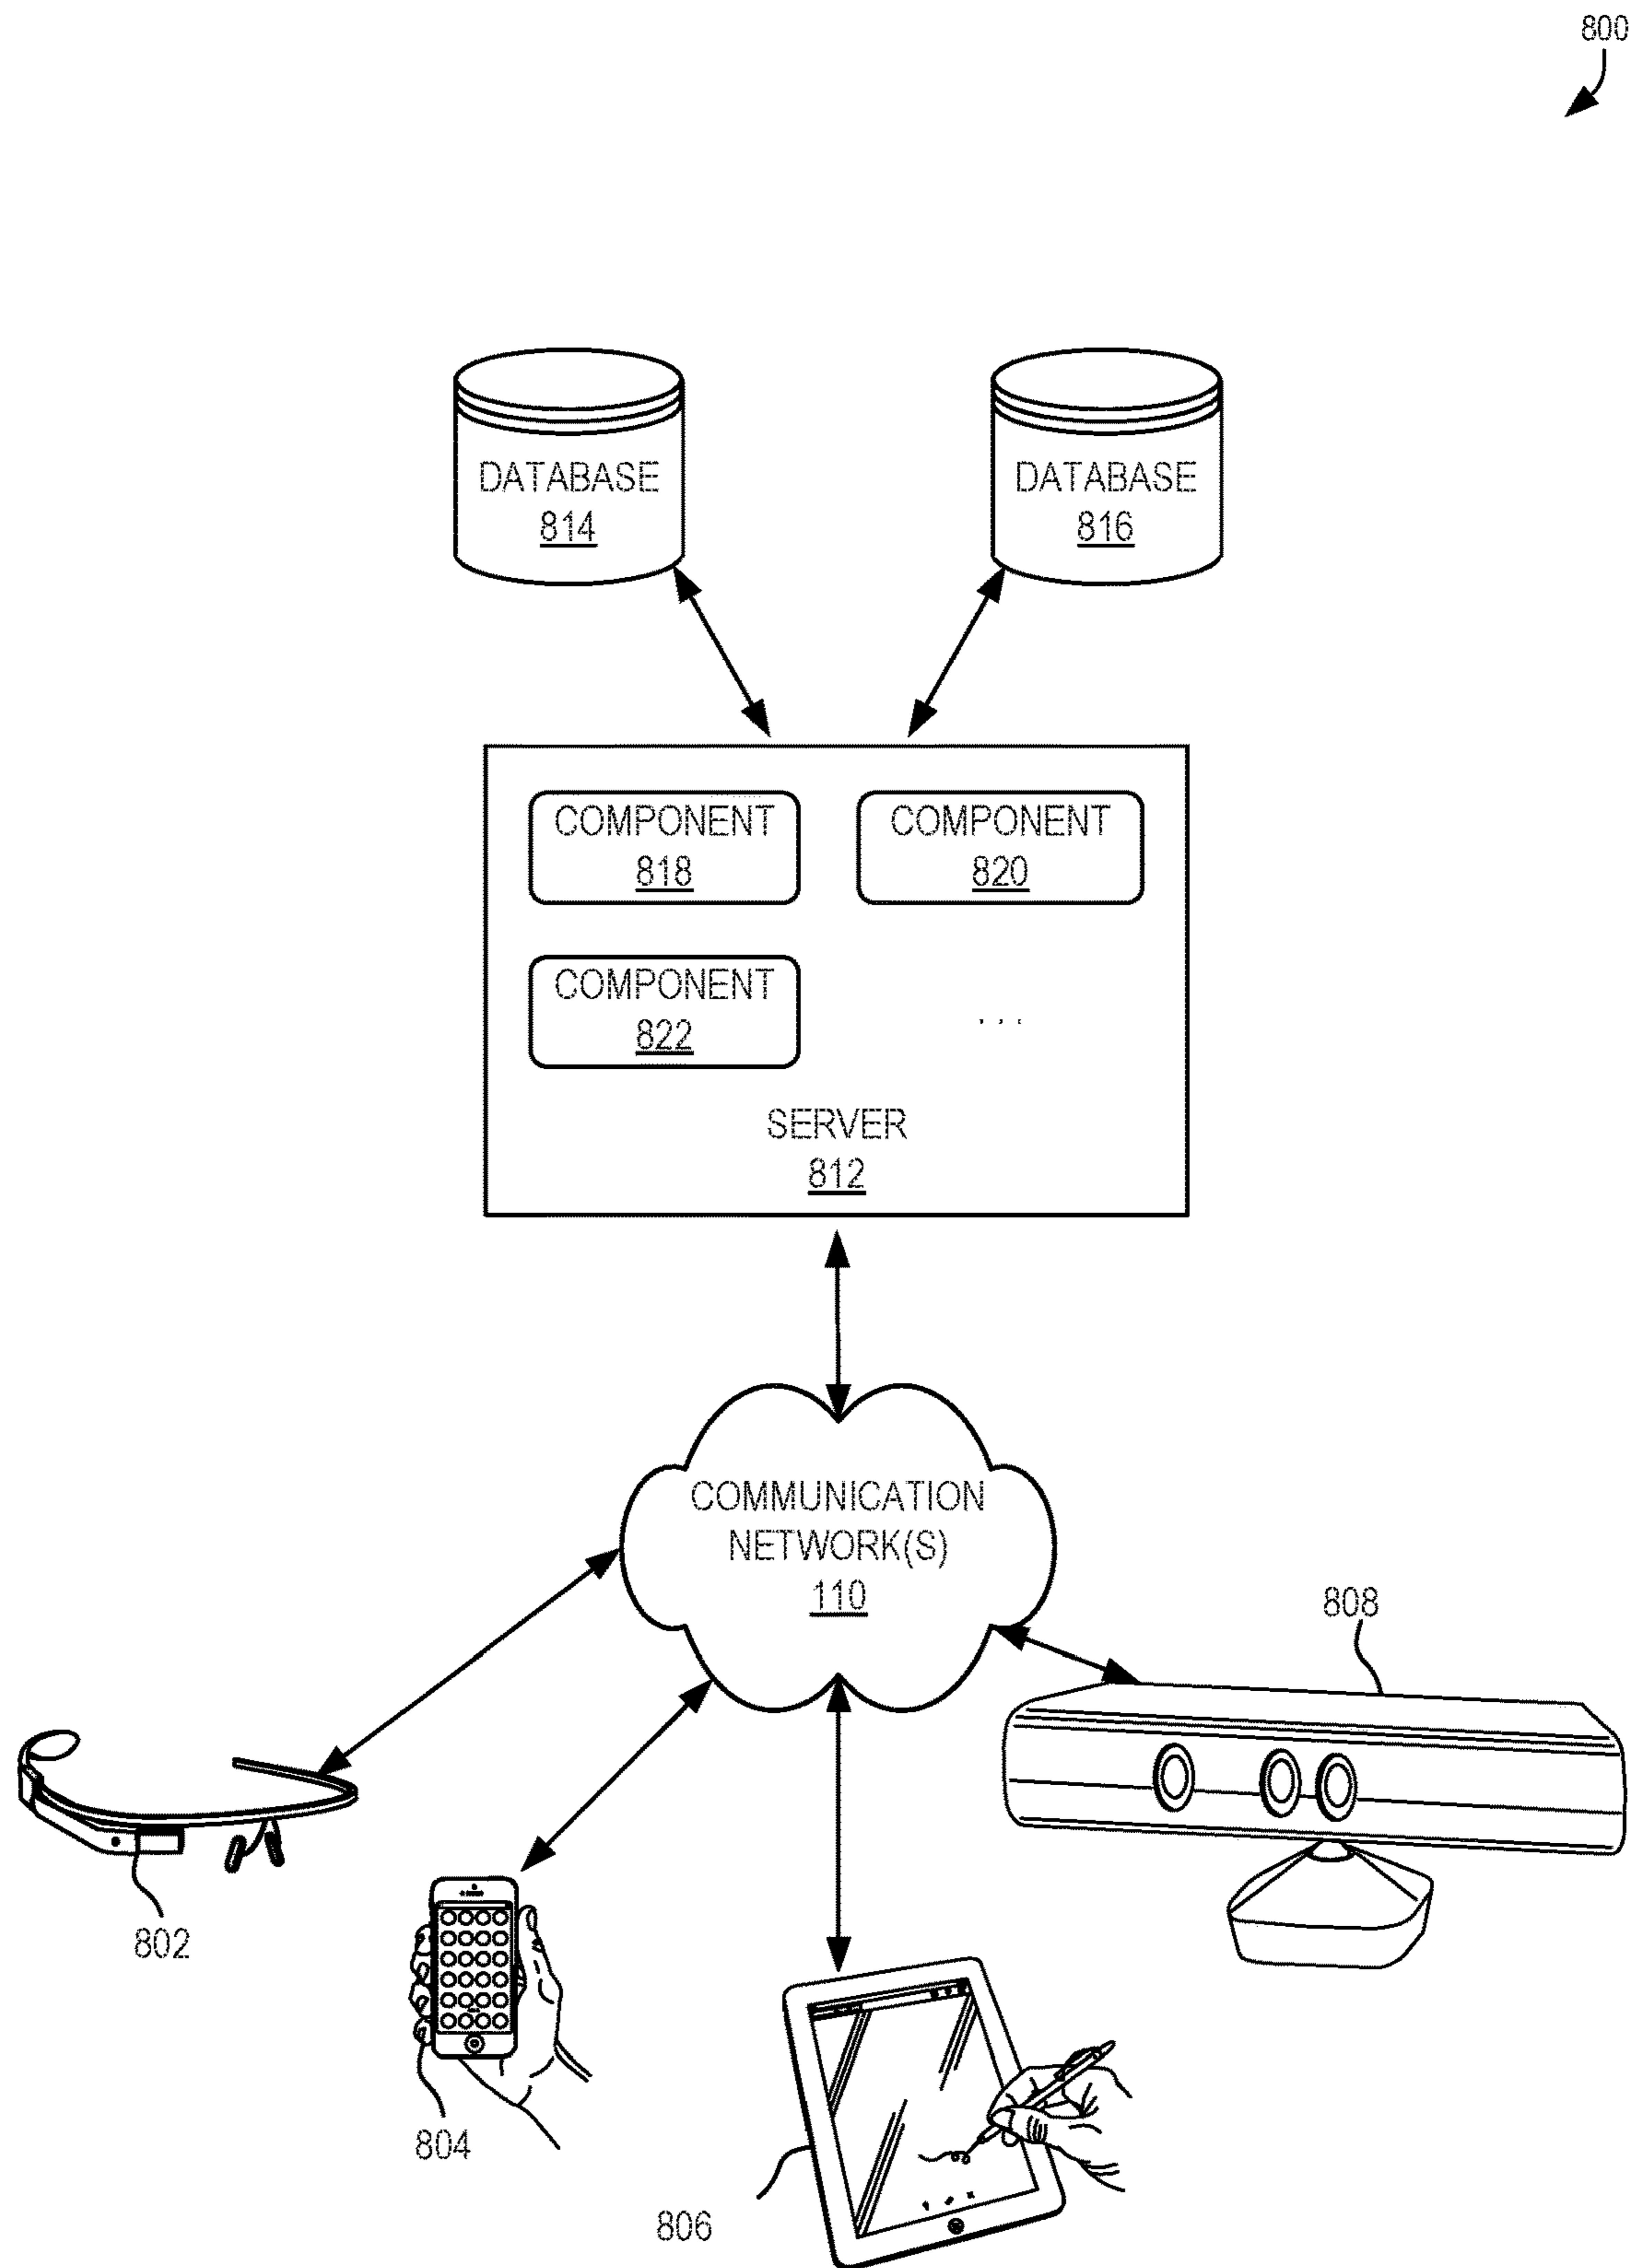 800
DATABASE
814
DATABASE
816
COMPONENT
818
COMPONENT
820
COMPONENT
822
. . .
SERVER
812
COMMUNICATION
NETWORK(S)
110
808
802
804
806